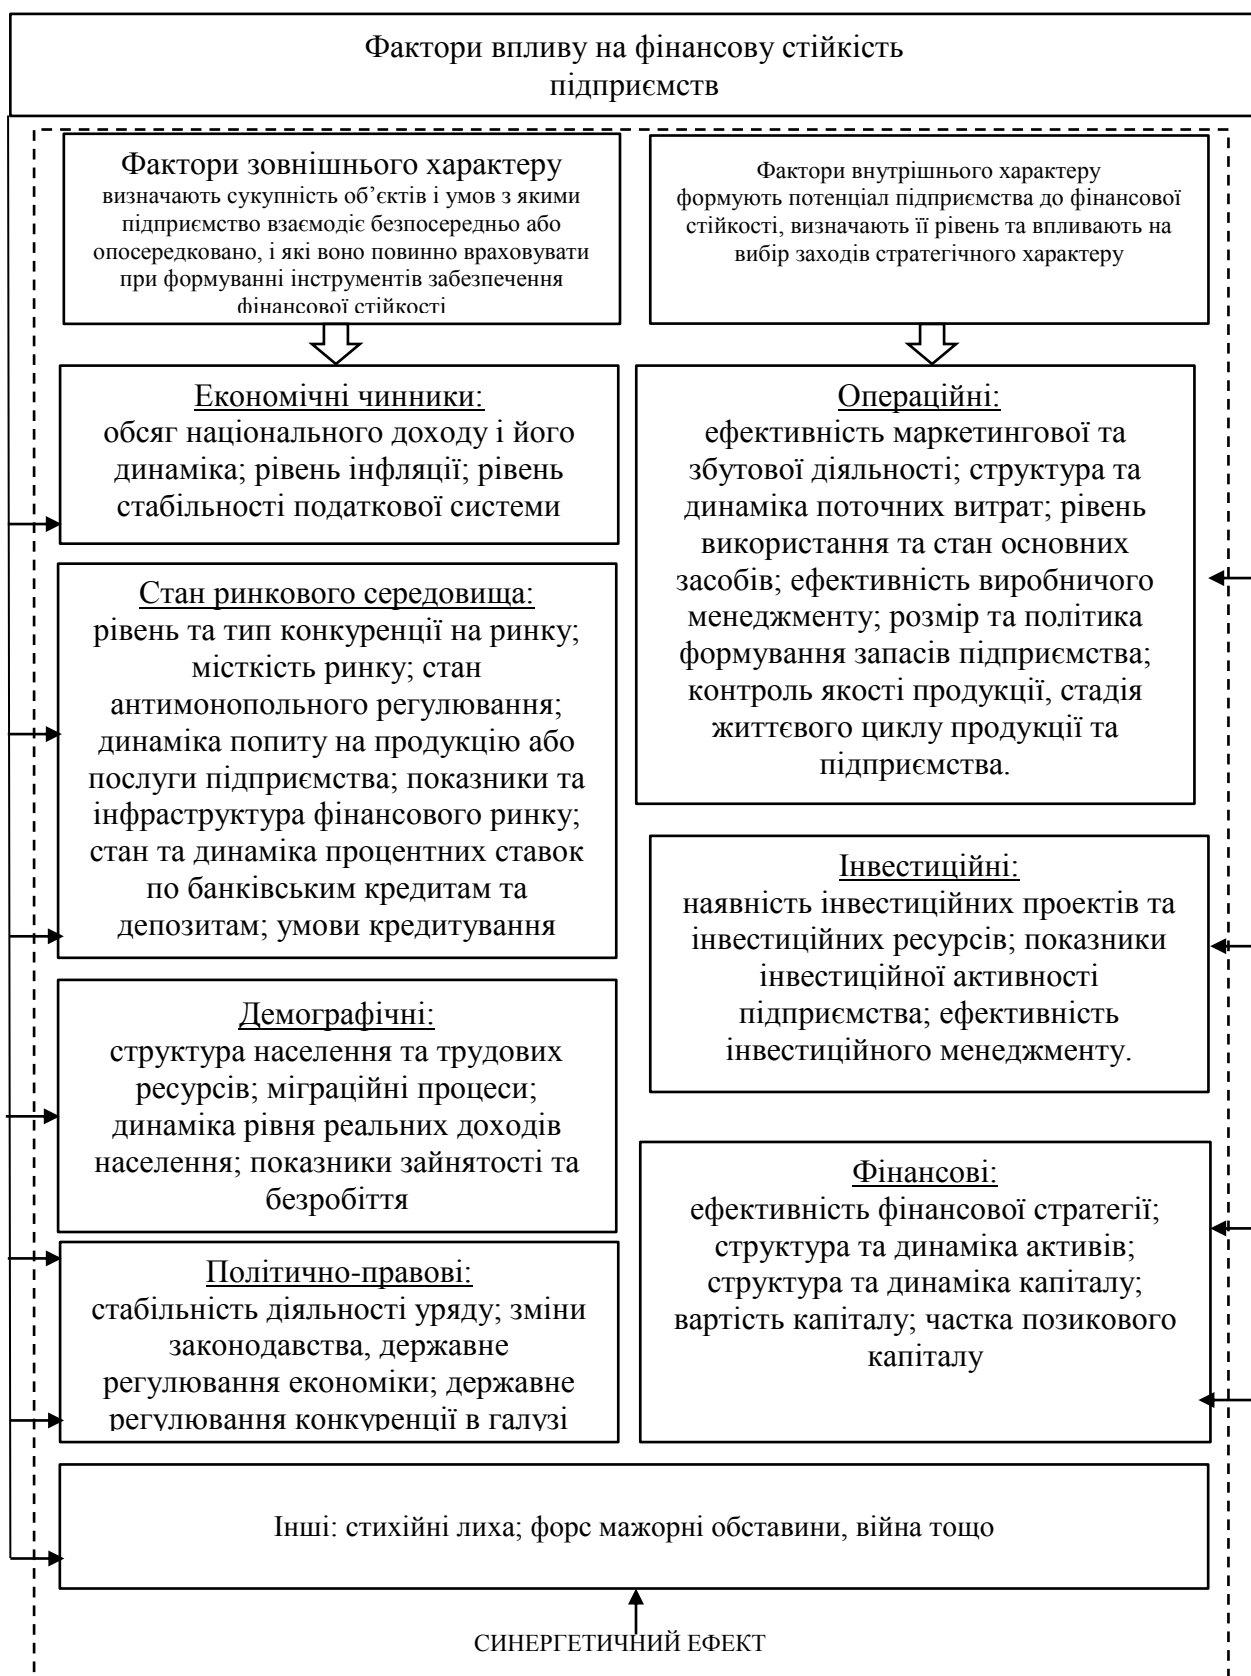 Фактори впливу на фінансову стійкість
підприємств
Фактори зовнішнього характеру
визначають сукупність об’єктів і умов з якими
підприємство взаємодіє безпосередньо або
опосередковано, і які воно повинно враховувати
при формуванні інструментів забезпечення
фінансової стійкості
Фактори внутрішнього характеру
формують потенціал підприємства до фінансової
стійкості, визначають її рівень та впливають на
вибір заходів стратегічного характеру
Економічні чинники:
обсяг національного доходу і його
динаміка; рівень інфляції; рівень
стабільності податкової системи
Стан ринкового середовища:
рівень та тип конкуренції на ринку;
місткість ринку; стан
антимонопольного регулювання;
динаміка попиту на продукцію або
послуги підприємства; показники та
інфраструктура фінансового ринку;
стан та динаміка процентних ставок
по банківським кредитам та
депозитам; умови кредитування
Демографічні:
структура населення та трудових
ресурсів; міграційні процеси;
динаміка рівня реальних доходів
населення; показники зайнятості та
безробіття
Політично-правові:
стабільність діяльності уряду; зміни
законодавства, державне
регулювання економіки; державне
регулювання конкуренції в галузі
Операційні:
ефективність маркетингової та
збутової діяльності; структура та
динаміка поточних витрат; рівень
використання та стан основних
засобів; ефективність виробничого
менеджменту; розмір та політика
формування запасів підприємства;
контроль якості продукції, стадія
життєвого циклу продукції та
підприємства.
Інвестиційні:
наявність інвестиційних проектів та
інвестиційних ресурсів; показники
інвестиційної активності
підприємства; ефективність
інвестиційного менеджменту.
Фінансові:
ефективність фінансової стратегії;
структура та динаміка активів;
структура та динаміка капіталу;
вартість капіталу; частка позикового
капіталу
Інші: стихійні лиха; форс мажорні обставини, війна тощо
СИНЕРГЕТИЧНИЙ ЕФЕКТ